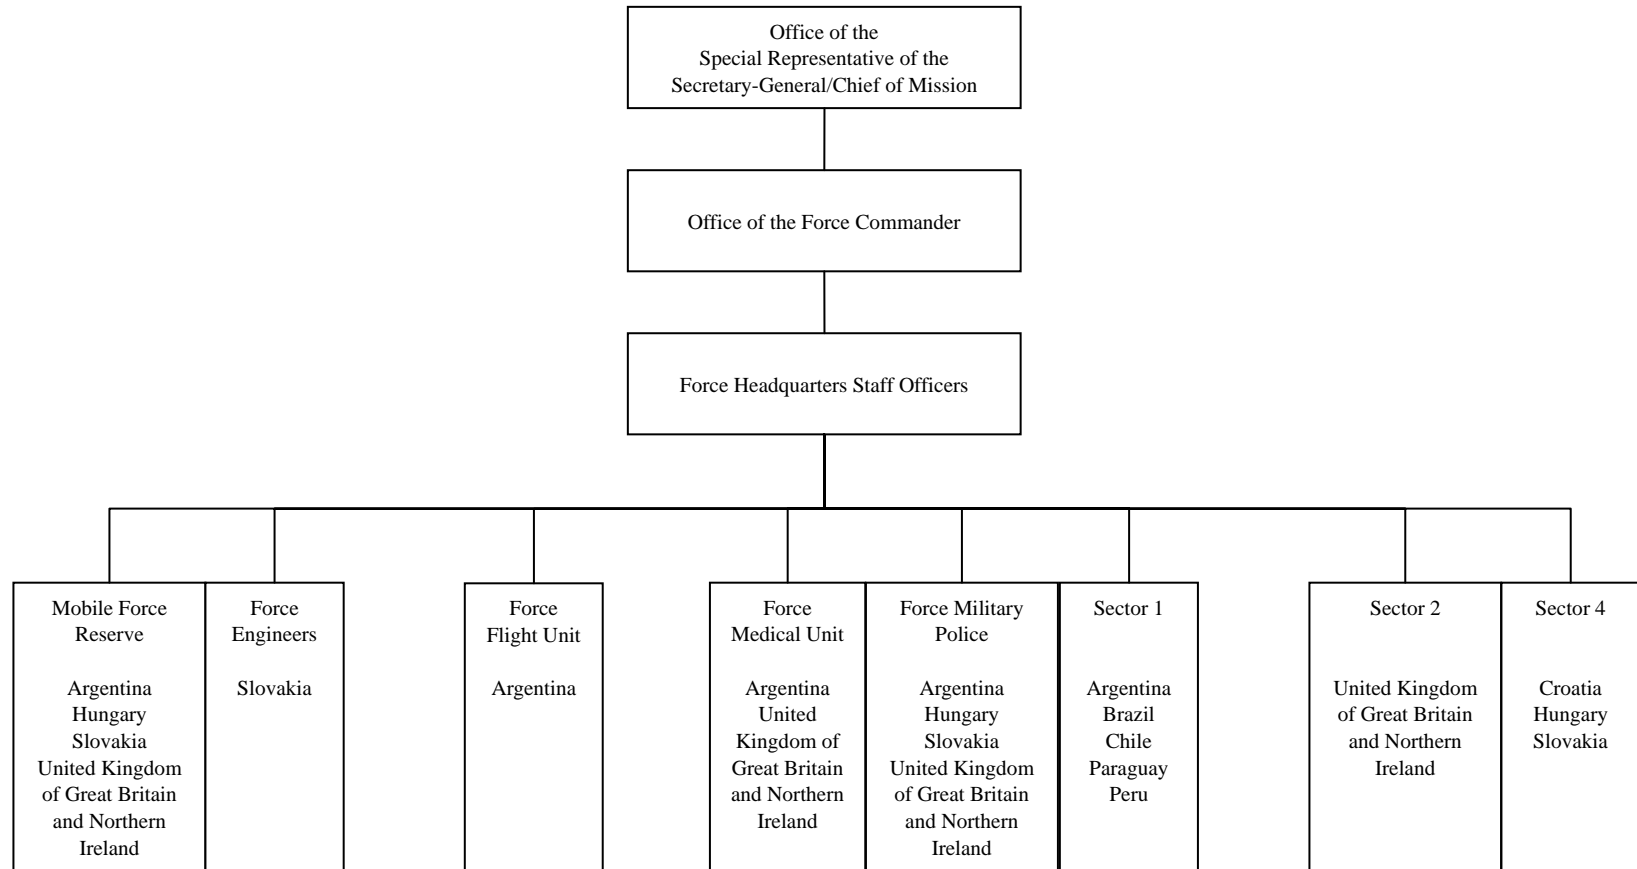 Office of the
Special Representative of the
Secretary-General/Chief of Mission
Office of the Force Commander
Force Headquarters Staff Officers
Mobile Force
Reserve
Argentina
Hungary
Slovakia
United Kingdom
of Great Britain
and Northern
Ireland
Force
Engineers
Slovakia
Force
Flight Unit
Argentina
Force
Medical Unit
Argentina
United
Kingdom of
Great Britain
and Northern
Ireland
Force Military
Police
Argentina
Hungary
Slovakia
United Kingdom
of Great Britain
and Northern
Ireland
Sector 1
Argentina
Brazil
Chile
Paraguay
Peru
Sector 2
United Kingdom
of Great Britain
and Northern
Ireland
Sector 4
Croatia
Hungary
Slovakia